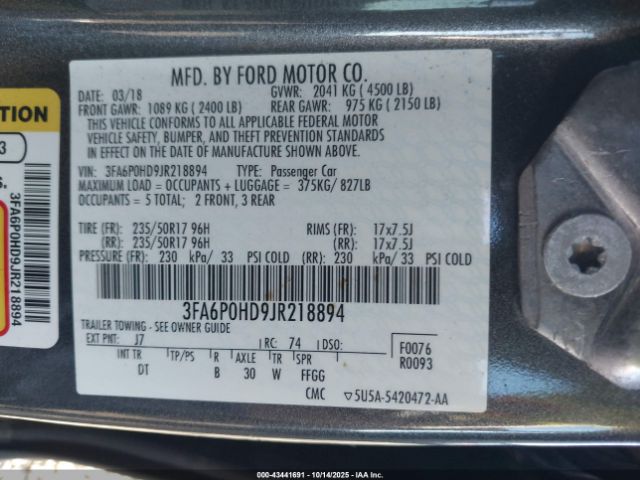 MFD. BY FORD MOTOR CO.
DATE: 03/18 GVWR: 2041 KG ( 4500 LB)
FRONT GAWR: 1089 KG ( 2400 LB) REAR GAWR: 975 KG ( 2150 LB)
THIS VEHICLE CONFORMS TO ALL APPLICABLE FEDERAL MOTOR
VEHICLE SAFETY, BUMPER, AND THEFT PREVENTION STANDARDS
IN EFFECT ON THE DATE OF MANUFACTURE SHOWN ABOVE.
VIN: 3FA6P0HD9JR218894 TYPE: Passenger Car
MAXIMUM LOAD = OCCUPANTS + LUGGAGE = 375KG/ 827LB
OCCUPANTS = 5 TOTAL; 2 FRONT, 3 REAR
TIRE (FR): 235/50R17 96H RIMS (FR): 17x7.5J
(RR): 235/50R17 96H (RR): 17x7.5J
PRESSURE (FR): 230 kPa/ 33 PSI COLD (RR): 230 kPa/ 33 PSI COLD
3FA6P0HD9JR218894
TRAILER TOWING - SEE OWNER GUIDE
EXT PNT: J7 RC: 74 DSO: F0076
INT TR TP/PS R AXLE TR SPR R0093
DT B 30 W FFGG
CMC 5U5A-5420472-AA
ATION
3
S.
3FA6P0HD9JR218894
000-43441691 - 10/14/2025 - IAA.com